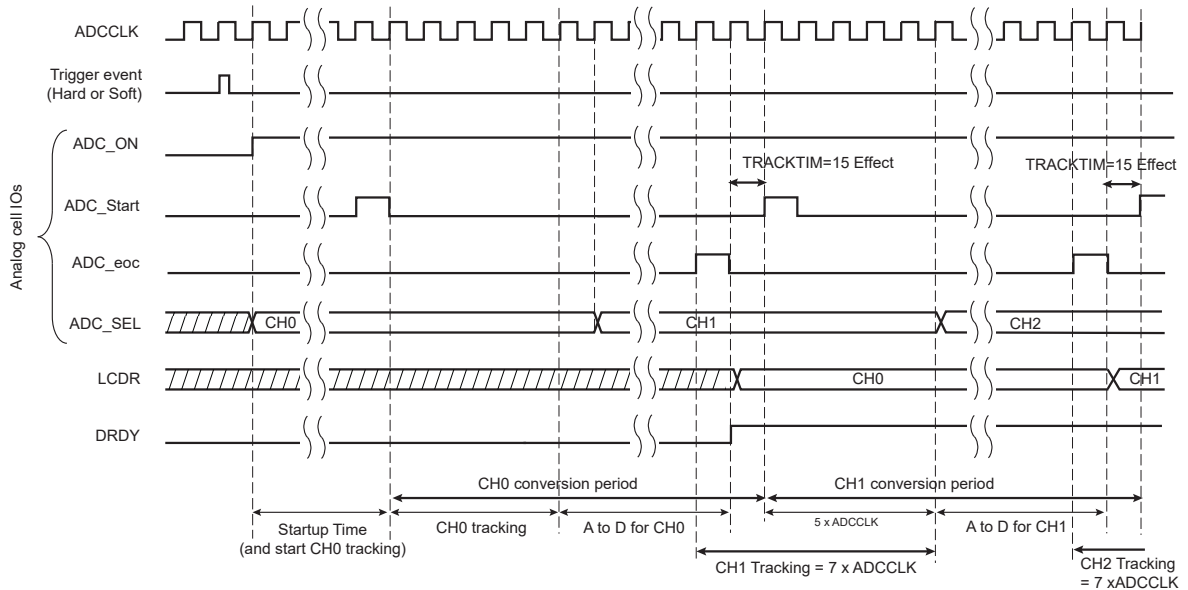 ADCCLK
Trigger event
(Hard or Soft)
Analog cell IOs
ADC_ON
TRACKTIM=15 Effect
TRACKTIM=15 Effect
ADC_Start
ADC_eoc
ADC_SEL
CH0
CH1
CH2
LCDR
CH0
CH1
DRDY
CH0 conversion period
CH1 conversion period
Startup Time
(and start CH0 tracking)
CH0 tracking
A to D for CH0
5 x ADCCLK
A to D for CH1
CH1 Tracking = 7 x ADCCLK
CH2 Tracking
= 7 xADCCLK